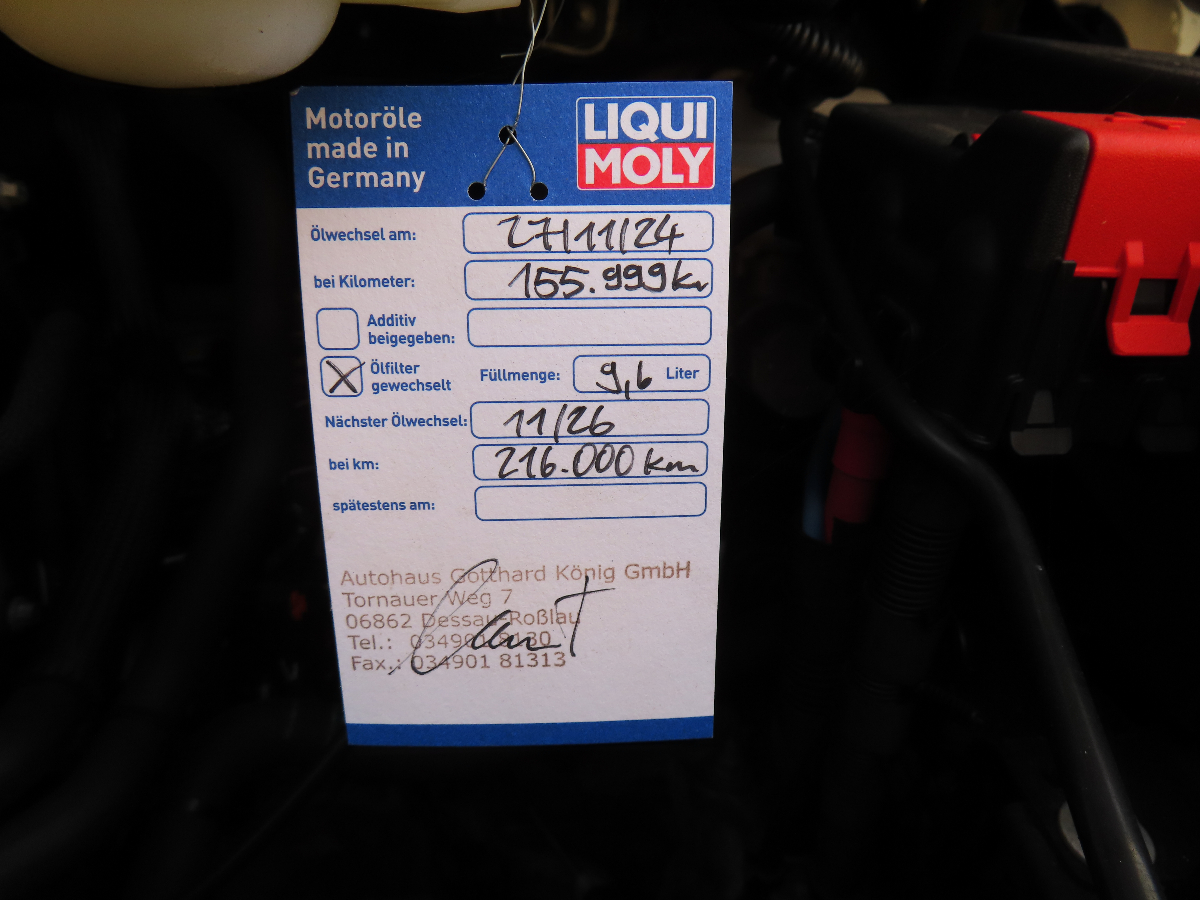 Motoröle
made in
Germany
LIQUI
MOLY
Ölwechsel am: 27/11/24
bei Kilometer: 155.999 km
Additiv
beigegeben:
Ölfilter
gewechselt
Füllmenge: 9,6 Liter
Nächster Ölwechsel: 11/26
bei km: 216.000 km
spätestens am:
Autohaus Gotthard König GmbH
Tornauer Weg 7
06862 Dessau-Roßlau
Tel.: 034901 8130
Fax.: 034901 81313